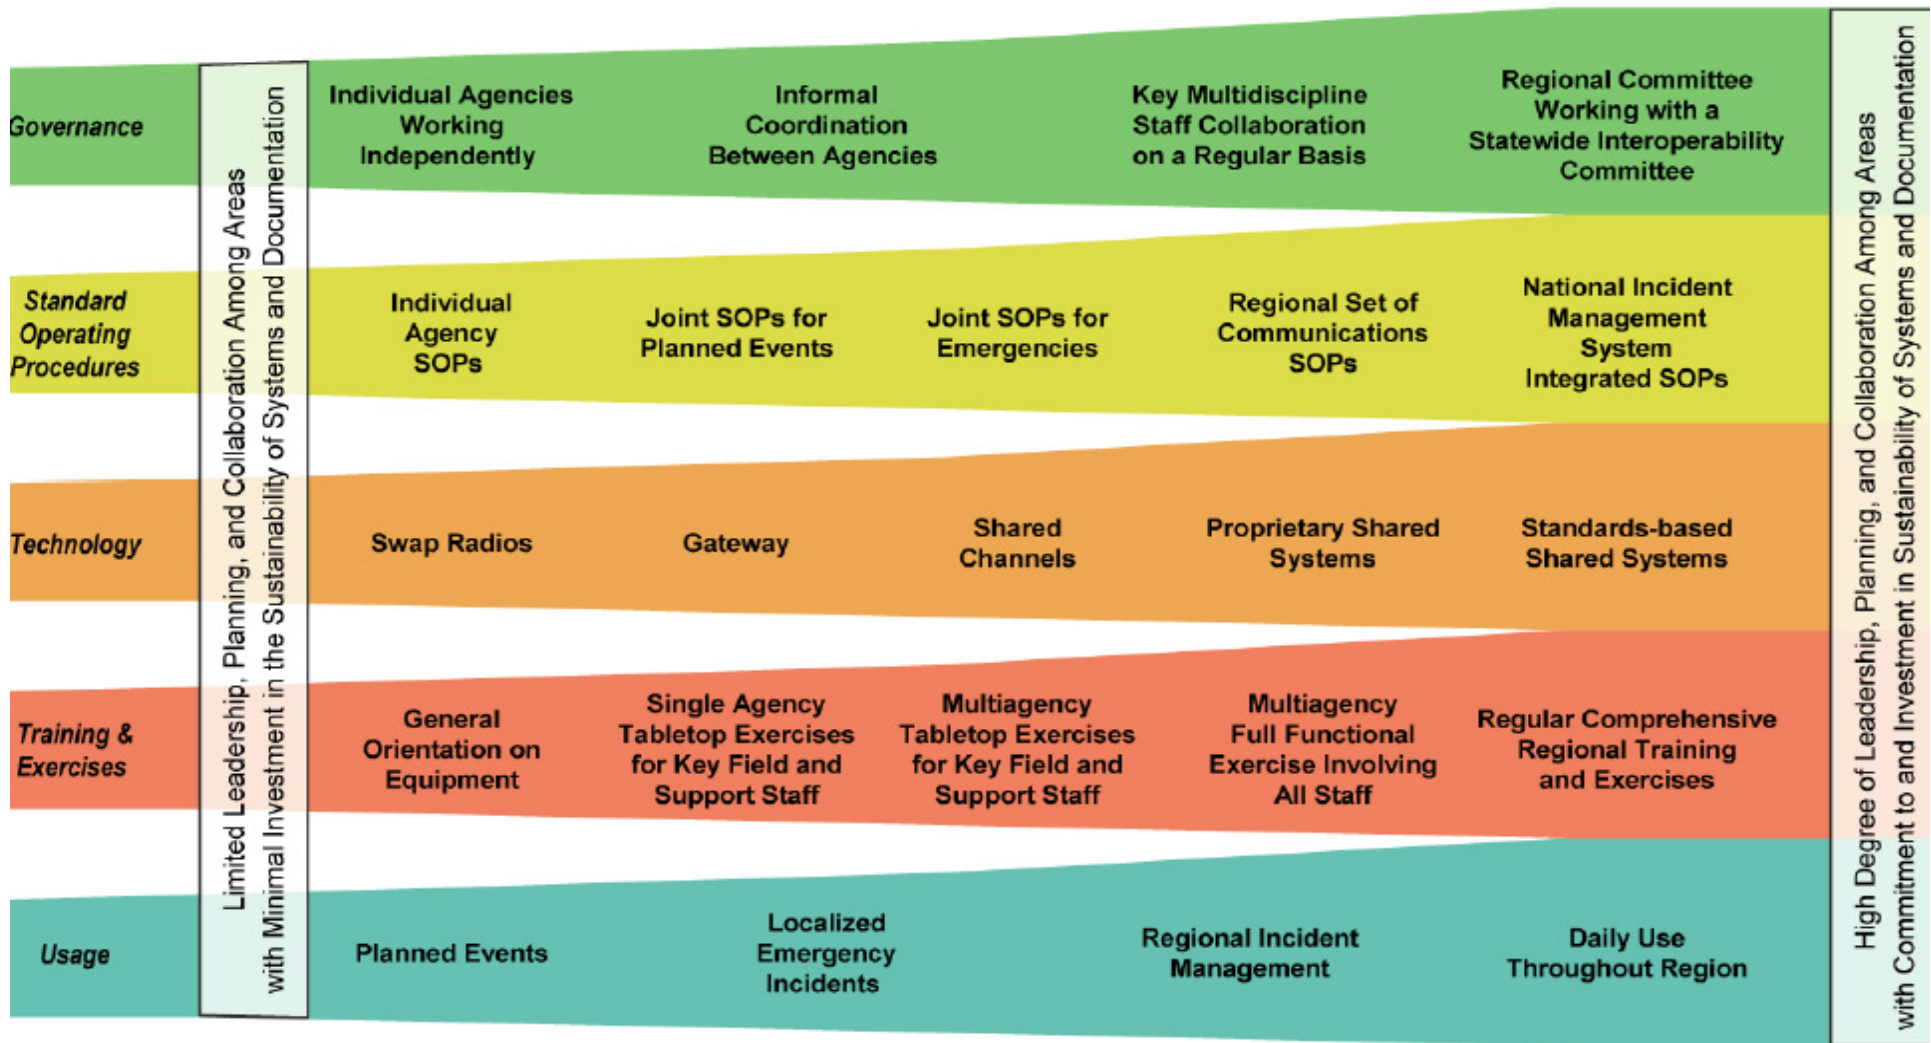 Governance
Individual Agencies
Working
Independently
Informal
Coordination
Between Agencies
Key Multidiscipline
Staff Collaboration
on a Regular Basis
Regional Committee
Working with a
Statewide Interoperability
Committee
Standard
Operating
Procedures
Individual
Agency
SOPs
Joint SOPs for
Planned Events
Joint SOPs for
Emergencies
Regional Set of
Communications
SOPs
National Incident
Management
System
Integrated SOPs
Technology
Swap Radios
Gateway
Shared
Channels
Proprietary Shared
Systems
Standards-based
Shared Systems
Training &
Exercises
General
Orientation on
Equipment
Single Agency
Tabletop Exercises
for Key Field and
Support Staff
Multiagency
Tabletop Exercises
for Key Field and
Support Staff
Multiagency
Full Functional
Exercise Involving
All Staff
Regular Comprehensive
Regional Training
and Exercises
Usage
Planned Events
Localized
Emergency
Incidents
Regional Incident
Management
Daily Use
Throughout Region
Limited Leadership, Planning, and Collaboration Among Areas
with Minimal Investment in the Sustainability of Systems and Documentation
High Degree of Leadership, Planning, and Collaboration Among Areas
with Commitment to and Investment in Sustainability of Systems and Documentation